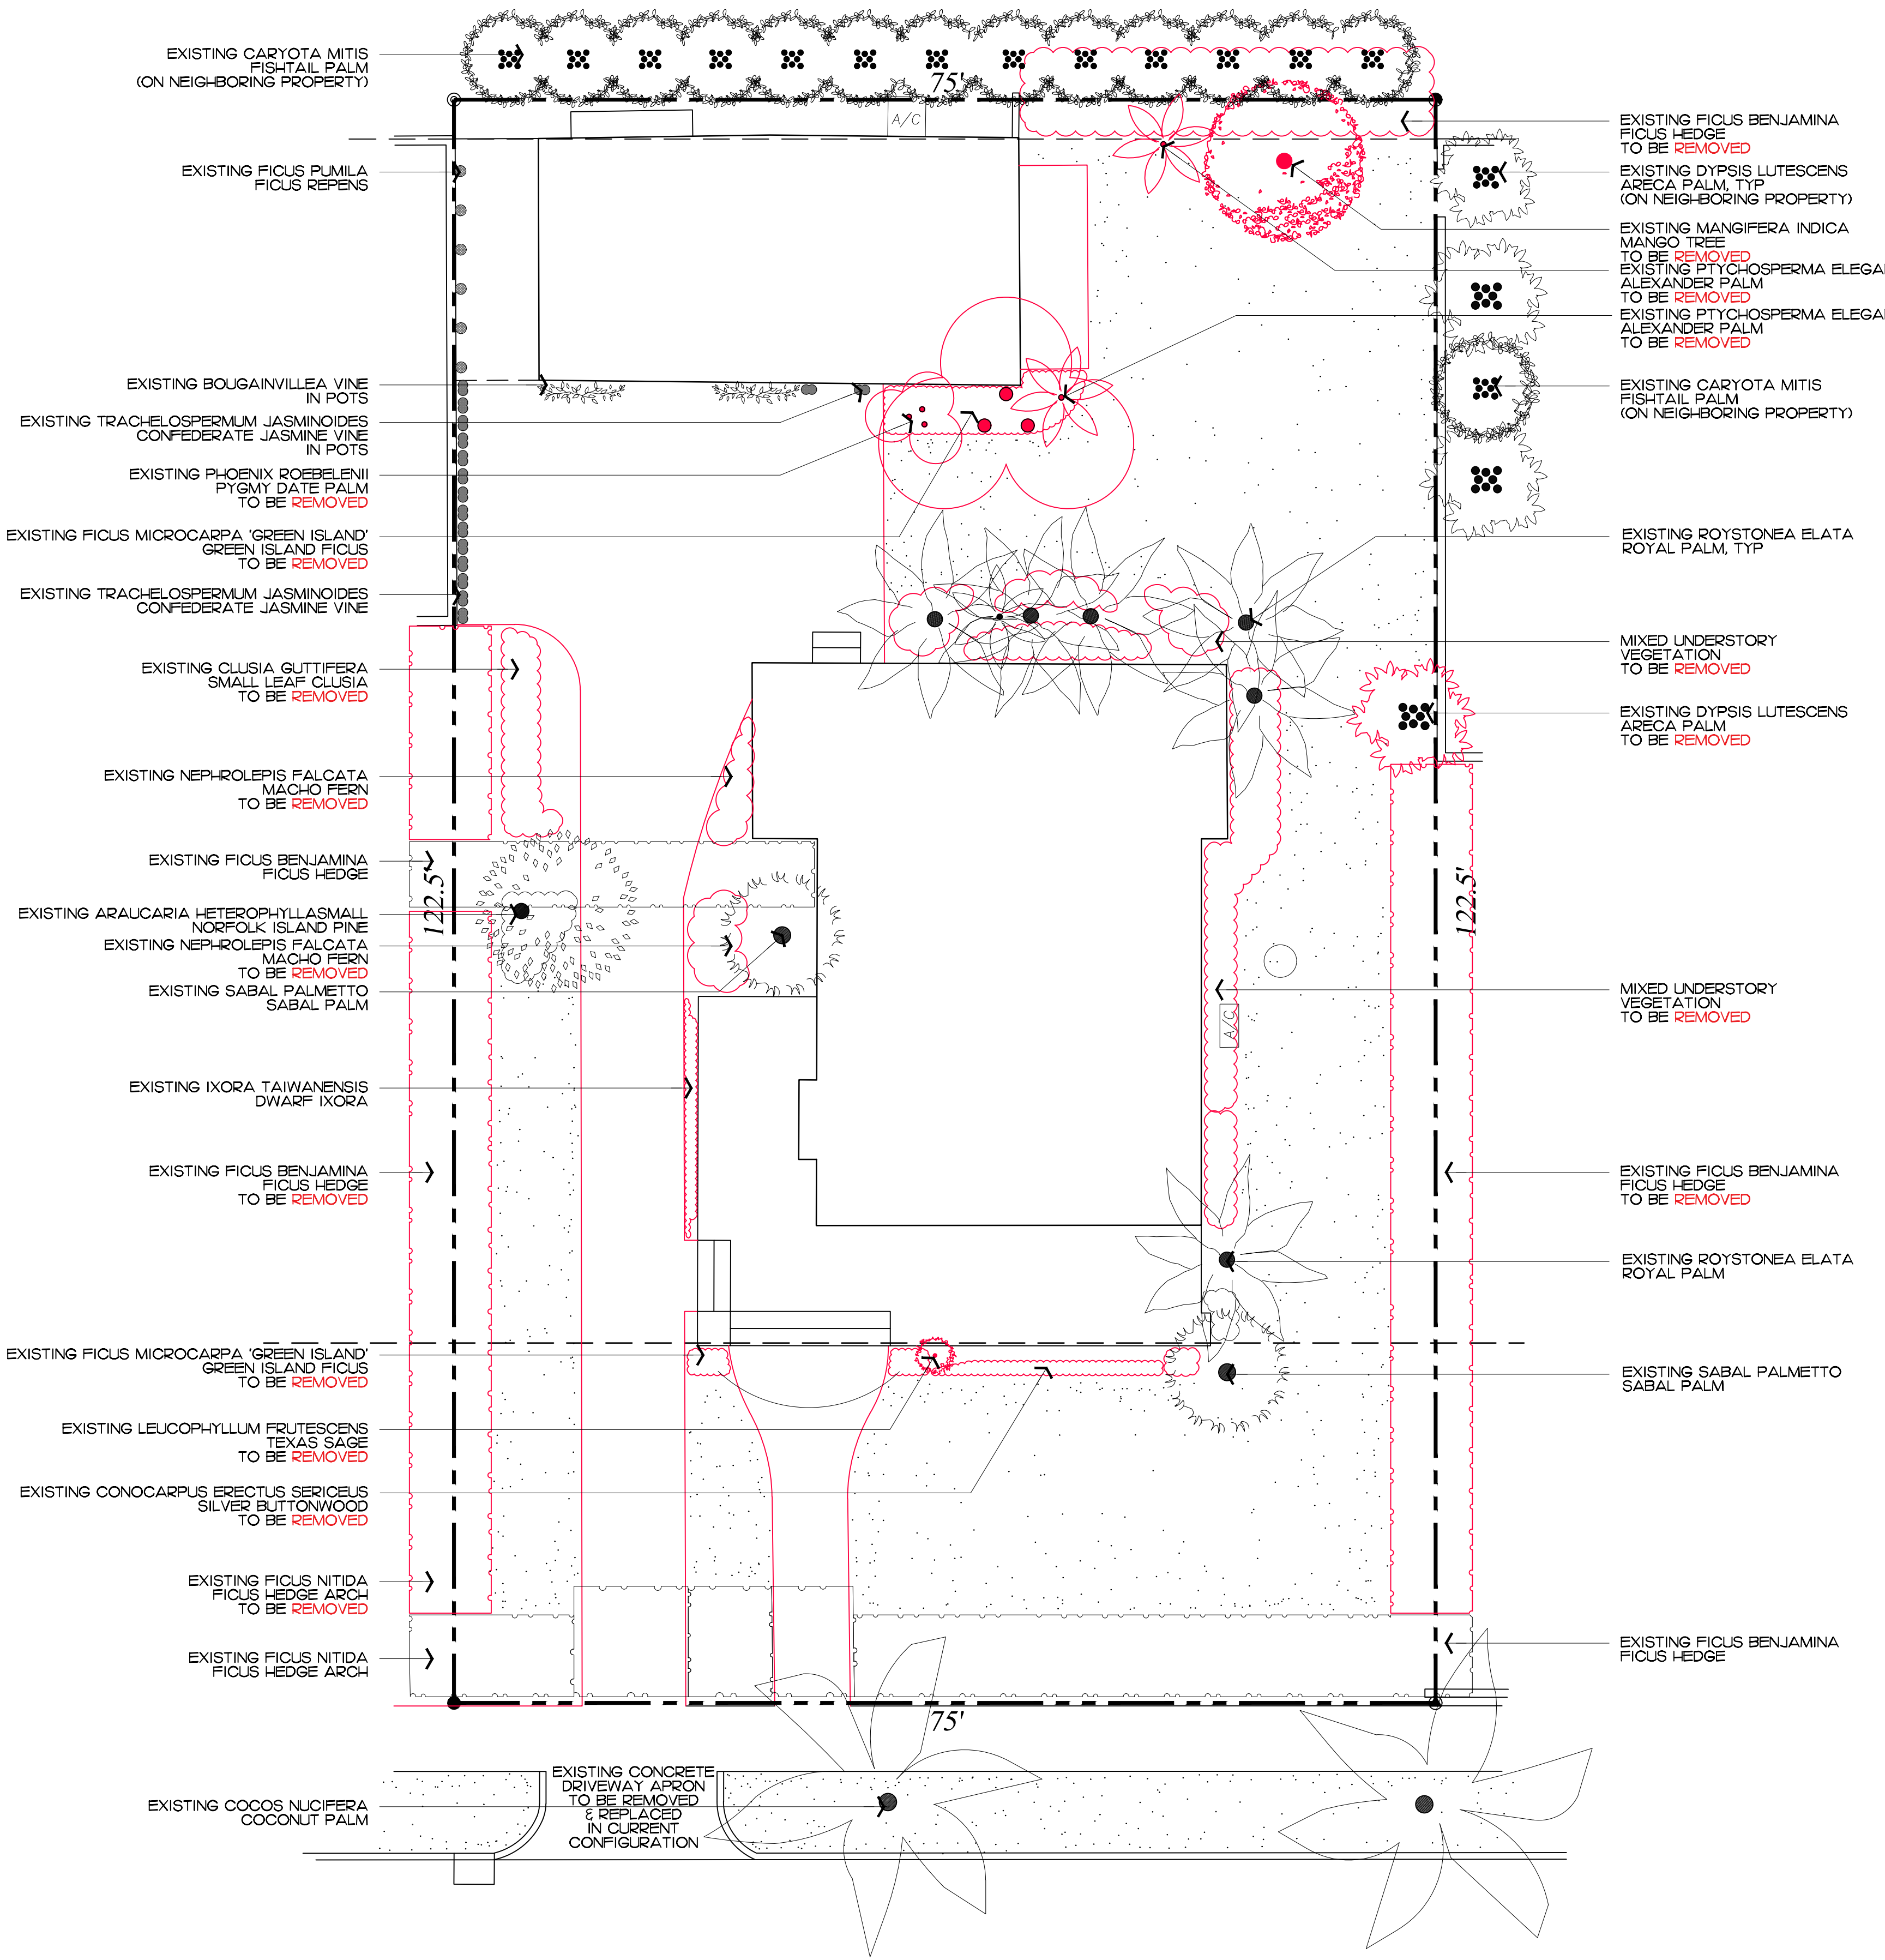 EXISTING CARYOTA MITIS
FISHTAIL PALM
(ON NEIGHBORING PROPERTY)
EXISTING FICUS PUMILA
FICUS REPENS
EXISTING BOUGAINVILLEA VINE
IN POTS
EXISTING TRACHELOSPERMUM JASMINOIDES
CONFEDERATE JASMINE VINE
IN POTS
EXISTING PHOENIX ROEBELENII
PYGMY DATE PALM
TO BE REMOVED
EXISTING FICUS MICROCARPA 'GREEN ISLAND'
GREEN ISLAND FICUS
TO BE REMOVED
EXISTING TRACHELOSPERMUM JASMINOIDES
CONFEDERATE JASMINE VINE
EXISTING CLUSIA GUTTIFERA
SMALL LEAF CLUSIA
TO BE REMOVED
EXISTING NEPHROLEPIS FALCATA
MACHO FERN
TO BE REMOVED
EXISTING FICUS BENJAMINA
FICUS HEDGE
EXISTING ARAUCARIA HETEROPHYLLASMALL
NORFOLK ISLAND PINE
EXISTING NEPHROLEPIS FALCATA
MACHO FERN
TO BE REMOVED
EXISTING SABAL PALMETTO
SABAL PALM
EXISTING IXORA TAIWANENSIS
DWARF IXORA
EXISTING FICUS BENJAMINA
FICUS HEDGE
TO BE REMOVED
EXISTING FICUS MICROCARPA 'GREEN ISLAND'
GREEN ISLAND FICUS
TO BE REMOVED
EXISTING LEUCOPHYLLUM FRUTESCENS
TEXAS SAGE
TO BE REMOVED
EXISTING CONOCARPUS ERECTUS SERICEUS
SILVER BUTTONWOOD
TO BE REMOVED
EXISTING FICUS NITIDA
FICUS HEDGE ARCH
TO BE REMOVED
EXISTING FICUS NITIDA
FICUS HEDGE ARCH
EXISTING COCOS NUCIFERA
COCONUT PALM
75'
A/C
122.5'
122.5'
A/C
75'
EXISTING CONCRETE
DRIVEWAY APRON
TO BE REMOVED
& REPLACED
IN CURRENT
CONFIGURATION
EXISTING FICUS BENJAMINA
FICUS HEDGE
TO BE REMOVED
EXISTING DYPSIS LUTESCENS
ARECA PALM, TYP
(ON NEIGHBORING PROPERTY)
EXISTING MANGIFERA INDICA
MANGO TREE
TO BE REMOVED
EXISTING PTYCHOSPERMA ELEGA
ALEXANDER PALM
TO BE REMOVED
EXISTING PTYCHOSPERMA ELEGA
ALEXANDER PALM
TO BE REMOVED
EXISTING CARYOTA MITIS
FISHTAIL PALM
(ON NEIGHBORING PROPERTY)
EXISTING ROYSTONEA ELATA
ROYAL PALM, TYP
MIXED UNDERSTORY
VEGETATION
TO BE REMOVED
EXISTING DYPSIS LUTESCENS
ARECA PALM
TO BE REMOVED
MIXED UNDERSTORY
VEGETATION
TO BE REMOVED
EXISTING FICUS BENJAMINA
FICUS HEDGE
TO BE REMOVED
EXISTING ROYSTONEA ELATA
ROYAL PALM
EXISTING SABAL PALMETTO
SABAL PALM
EXISTING FICUS BENJAMINA
FICUS HEDGE